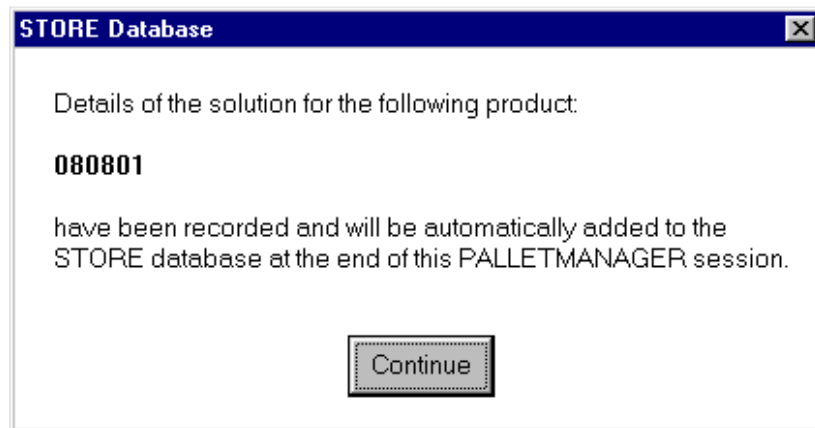 STORE Database
Details of the solution for the following product:
080801
have been recorded and will be automatically added to the
STORE database at the end of this PALLETMANAGER session.
Continue